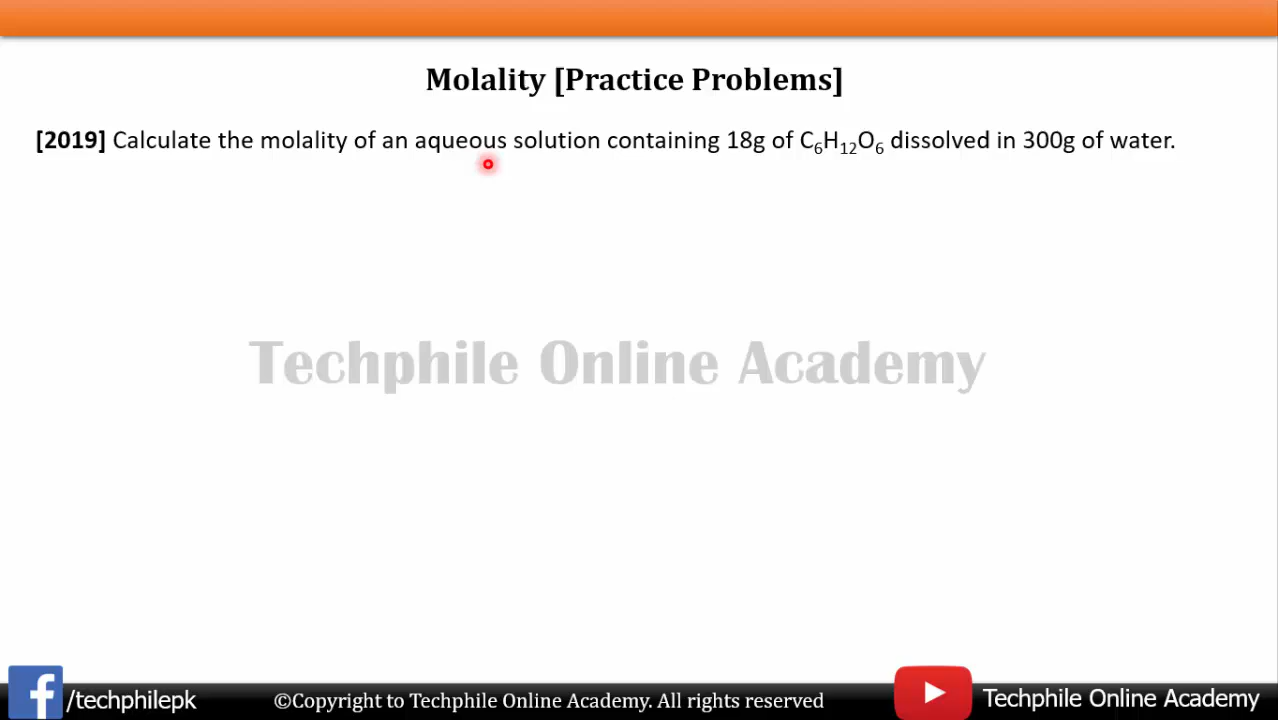 Molality [Practice Problems]
[2019] Calculate the molality of an aqueous solution containing 18g of C₆H₁₂O₆ dissolved in 300g of water.
Techphile Online Academy
/techphilepk
©Copyright to Techphile Online Academy. All rights reserved
Techphile Online Academy